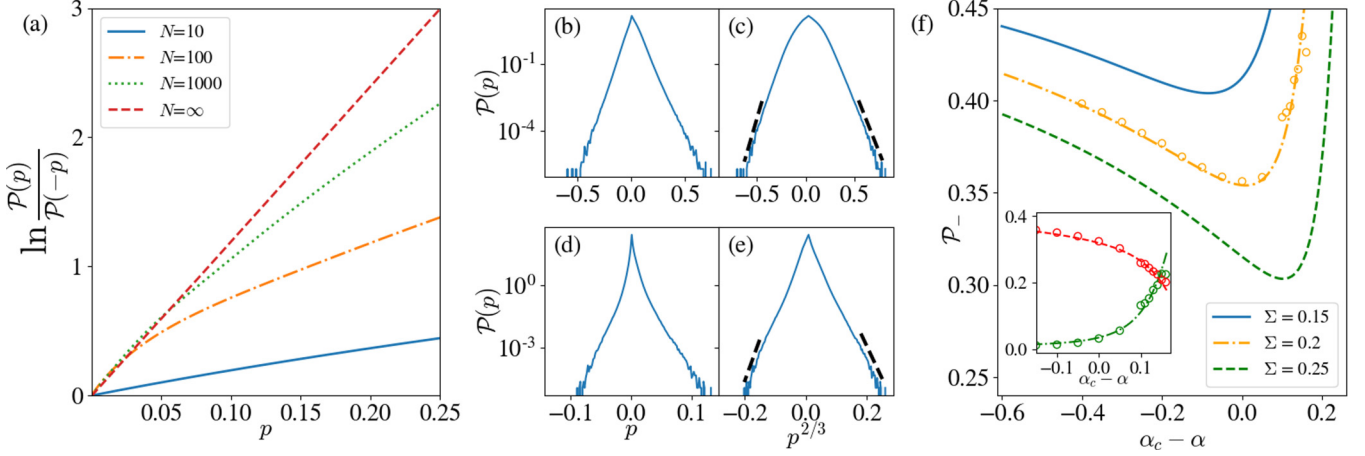 (a)
3
2
1
0
ln 𝒫(p)/𝒫(−p)
0.05
0.10
0.15
0.20
0.25
p
N=10
N=100
N=1000
N=∞
(b)
10⁻¹
10⁻⁴
𝒫(p)
−0.5
0.0
0.5
(c)
−0.5
0.0
0.5
(d)
10⁰
10⁻³
𝒫(p)
−0.1
0.0
0.1
p
(e)
−0.2
0.0
0.2
p^{2/3}
(f)
0.45
0.40
0.35
0.30
0.25
𝒫₋
−0.6
−0.4
−0.2
0.0
0.2
α_c − α
0.4
0.2
0.0
−0.1
0.0
0.1
α_c − α
Σ = 0.15
Σ = 0.2
Σ = 0.25